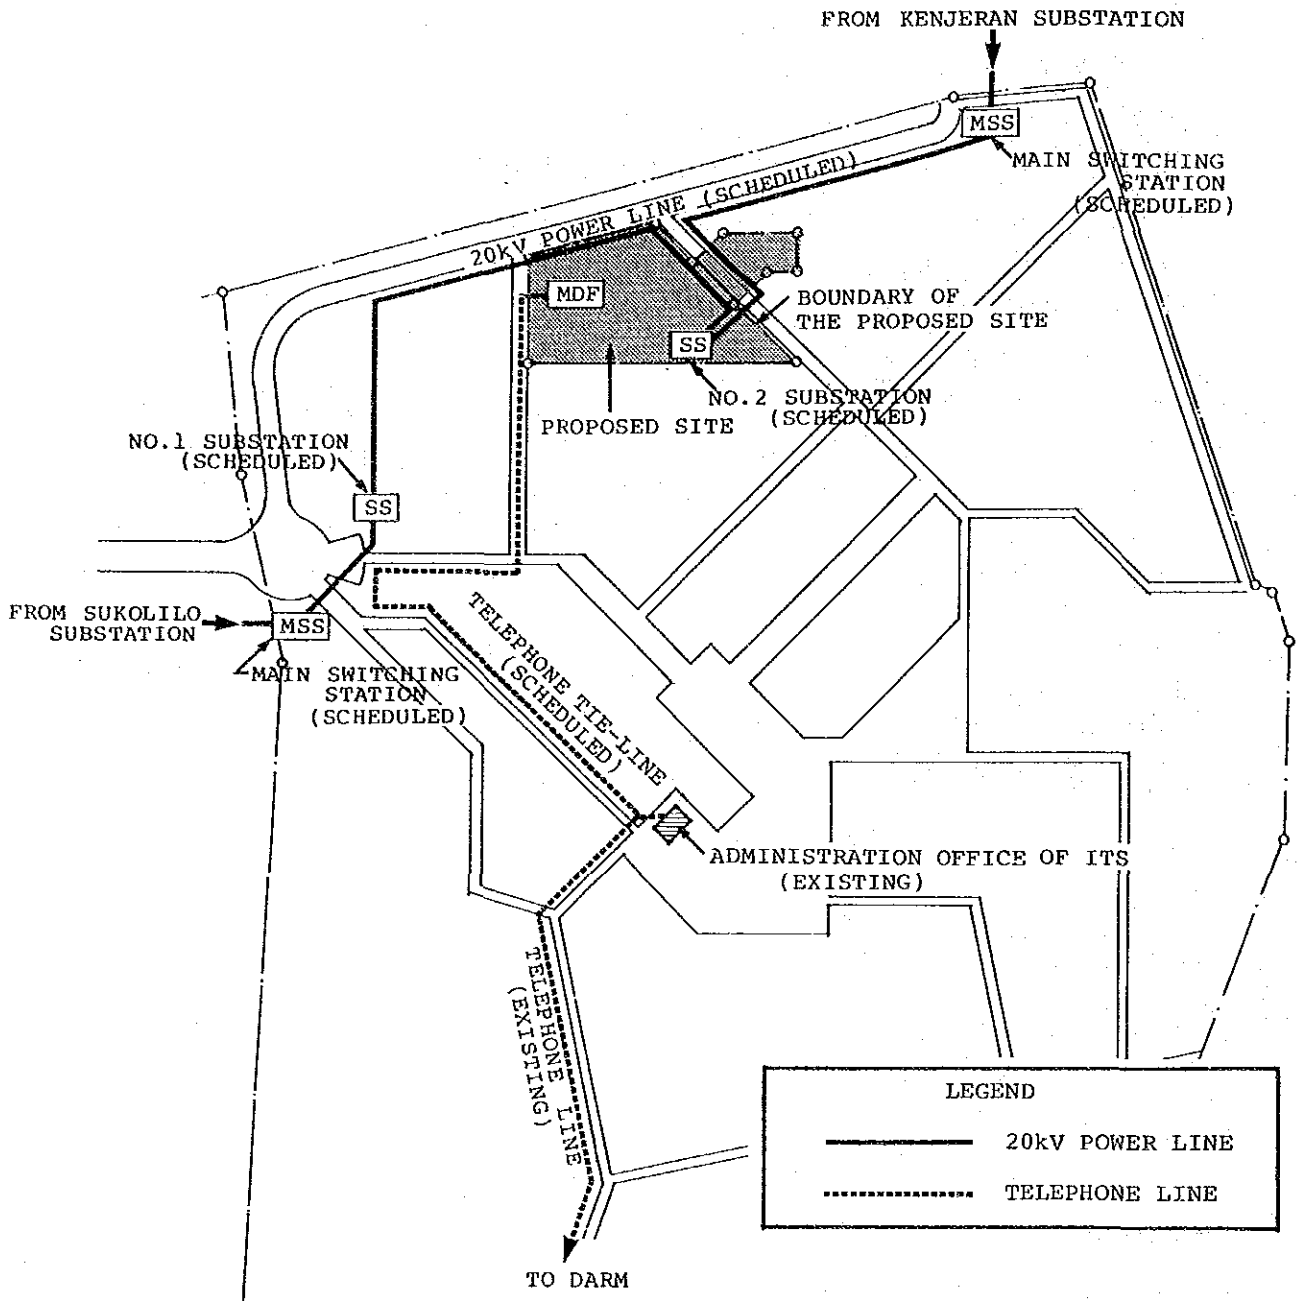 FROM KENJERAN SUBSTATION
MSS
MAIN SWITCHING
STATION
(SCHEDULED)
20kV POWER LINE (SCHEDULED)
MDF
BOUNDARY OF
THE PROPOSED SITE
SS
NO.2 SUBSTATION
(SCHEDULED)
PROPOSED SITE
NO.1 SUBSTATION
(SCHEDULED)
SS
FROM SUKOLILO
SUBSTATION
MSS
MAIN SWITCHING
STATION
(SCHEDULED)
TELEPHONE TIE-LINE
(SCHEDULED)
ADMINISTRATION OFFICE OF ITS
(EXISTING)
TELEPHONE LINE
(EXISTING)
TO DARM
LEGEND
20kV POWER LINE
TELEPHONE LINE